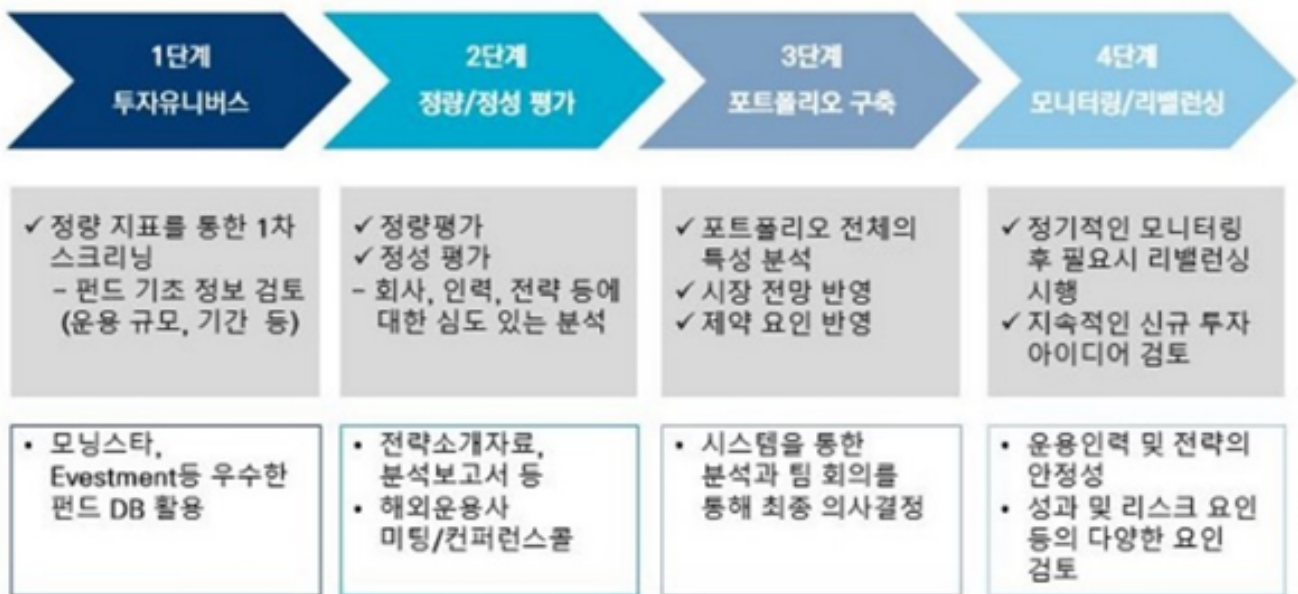 1단계
투자유니버스
2단계
정량/정성 평가
3단계
포트폴리오 구축
4단계
모니터링/리밸런싱
✓ 정량 지표를 통한 1차
스크리닝
- 펀드 기초 정보 검토
(운용 규모, 기간 등)
✓ 정량평가
✓ 정성 평가
- 회사, 인력, 전략 등에
대한 심도 있는 분석
✓ 포트폴리오 전체의
특성 분석
✓ 시장 전망 반영
✓ 제약 요인 반영
✓ 정기적인 모니터링
후 필요시 리밸런싱
시행
✓ 지속적인 신규 투자
아이디어 검토
• 모닝스타,
Evestment등 우수한
펀드 DB 활용
• 전략소개자료,
분석보고서 등
• 해외운용사
미팅/컨퍼런스콜
• 시스템을 통한
분석과 팀 회의를
통해 최종 의사결정
• 운용인력 및 전략의
안정성
• 성과 및 리스크 요인
등의 다양한 요인
검토